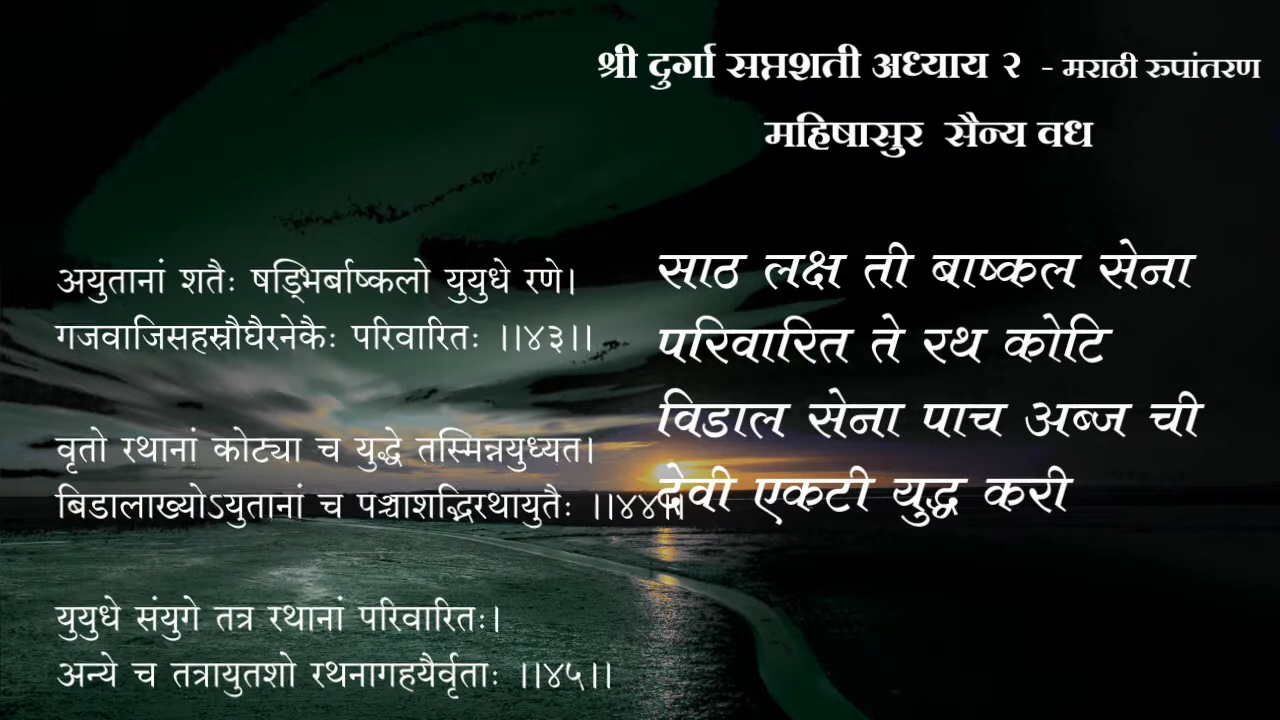 श्री दुर्गा सप्तशती अध्याय २ - मराठी रुपांतरण
महिषासुर सैन्य वध
अयुतानां शतैः षड्भिर्बाष्कलो युयुधे रणे।
गजवाजिसहस्रौघैरनेकैः परिवारितः ।।४३।।
वृतो रथानां कोट्या च युद्धे तस्मिन्नयुध्यत।
बिडालाख्योऽयुतानां च पञ्चाशद्भिरथायुतैः ।।४४।।
युयुधे संयुगे तत्र रथानां परिवारितः।
अन्ये च तत्रायुतशो रथनागहयैर्वृताः ।।४५।।
साठ लक्ष ती बाष्कल सेना
परिवारित ते रथ कोटि
विडाल सेना पाच अब्ज ची
देवी एकटी युद्ध करी